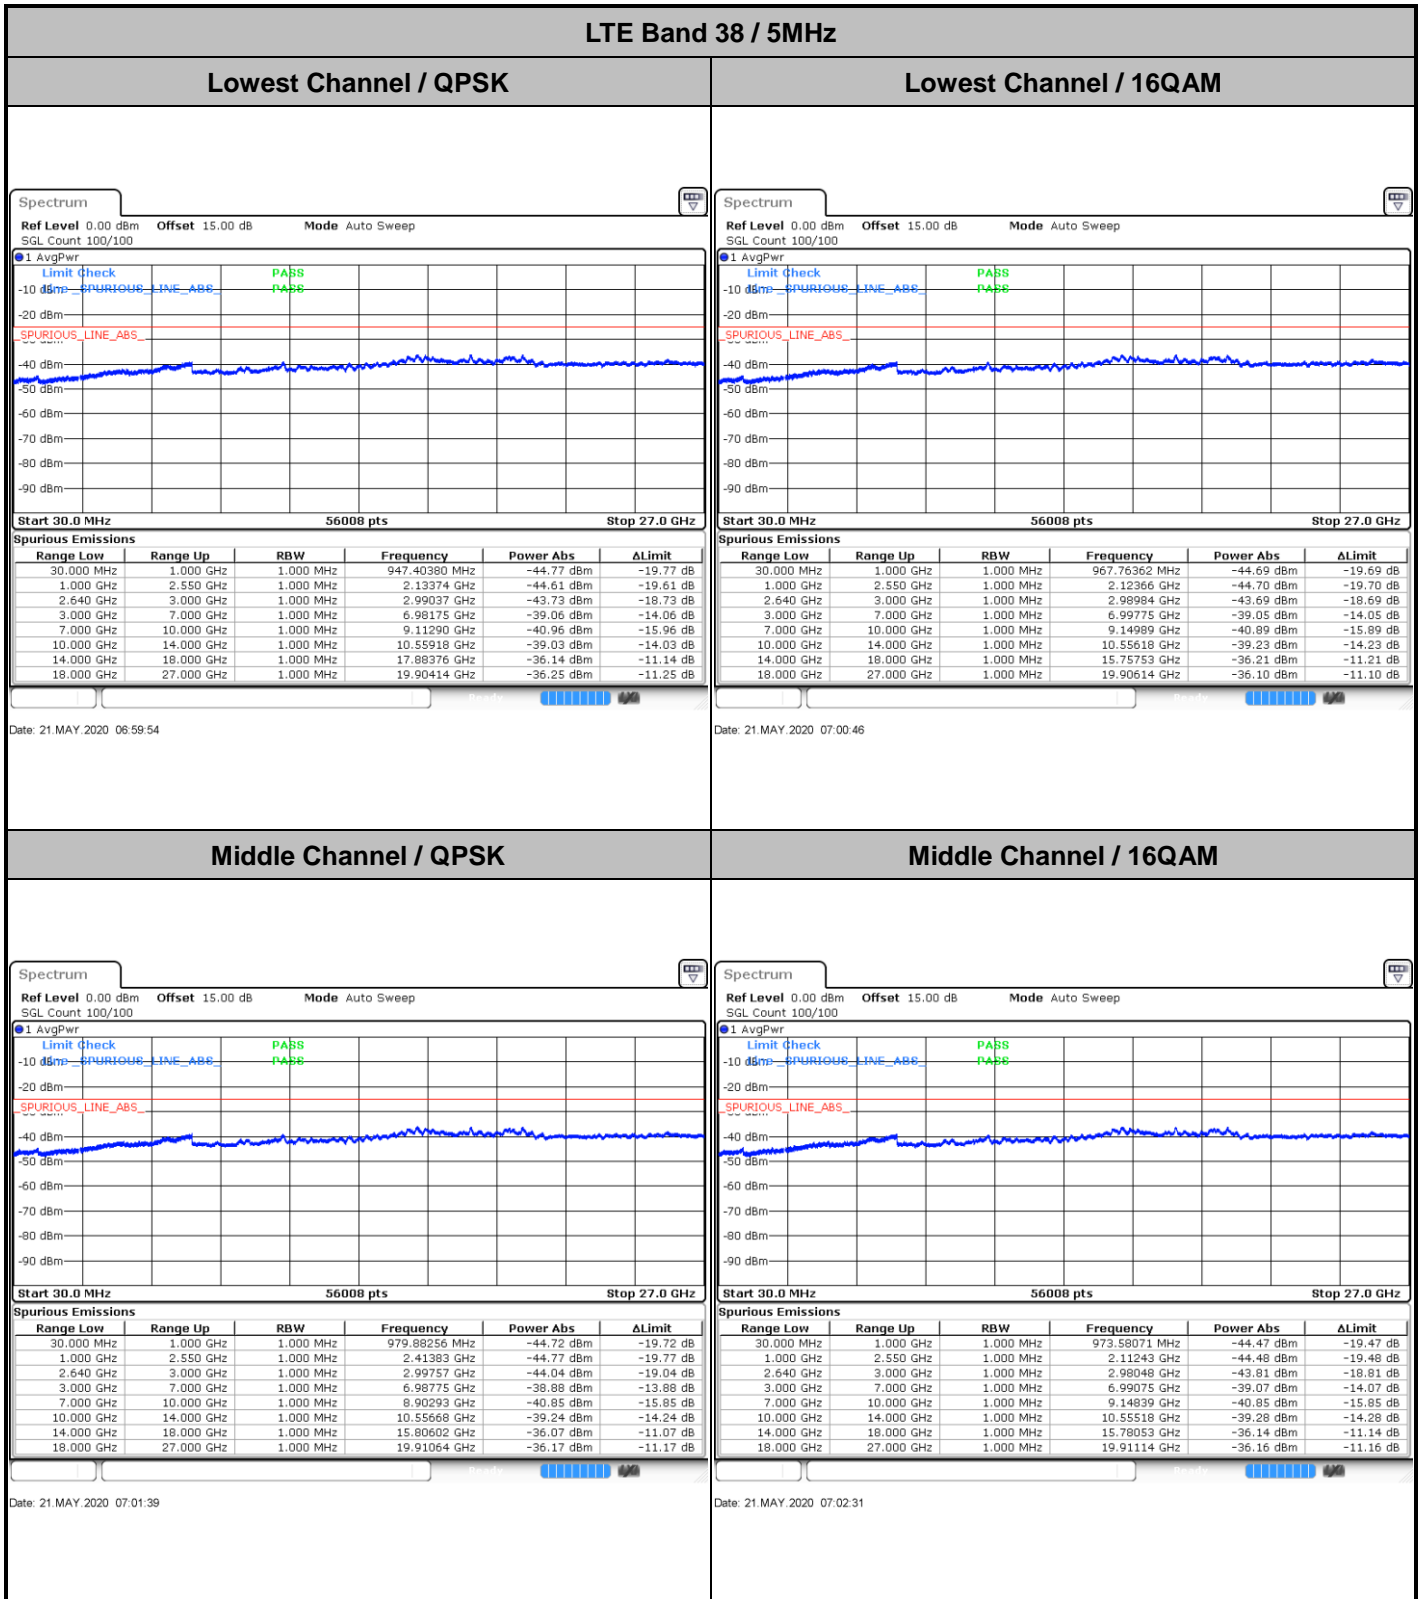 LTE Band 38 / 5MHz
Lowest Channel / QPSK
Lowest Channel / 16QAM
Spectrum
Ref Level 0.00 dBm Offset 15.00 dB Mode Auto Sweep
SGL Count 100/100
1 AvgPwr
Limit Check PASS
-10 dBm
Line _SPURIOUS_LINE_ABS_ PASS
-20 dBm
_SPURIOUS_LINE_ABS_
-40 dBm
-50 dBm
-60 dBm
-70 dBm
-80 dBm
-90 dBm
Start 30.0 MHz 56008 pts Stop 27.0 GHz
Spurious Emissions
Range Low Range Up RBW Frequency Power Abs ΔLimit
30.000 MHz 1.000 GHz 1.000 MHz 947.40380 MHz -44.77 dBm -19.77 dB
1.000 GHz 2.550 GHz 1.000 MHz 2.13374 GHz -44.61 dBm -19.61 dB
2.640 GHz 3.000 GHz 1.000 MHz 2.99037 GHz -43.73 dBm -18.73 dB
3.000 GHz 7.000 GHz 1.000 MHz 6.98175 GHz -39.06 dBm -14.06 dB
7.000 GHz 10.000 GHz 1.000 MHz 9.11290 GHz -40.96 dBm -15.96 dB
10.000 GHz 14.000 GHz 1.000 MHz 10.55918 GHz -39.03 dBm -14.03 dB
14.000 GHz 18.000 GHz 1.000 MHz 17.88376 GHz -36.14 dBm -11.14 dB
18.000 GHz 27.000 GHz 1.000 MHz 19.90414 GHz -36.25 dBm -11.25 dB
Date: 21.MAY.2020 06:59:54
Spectrum
Ref Level 0.00 dBm Offset 15.00 dB Mode Auto Sweep
SGL Count 100/100
1 AvgPwr
Limit Check PASS
-10 dBm
Line _SPURIOUS_LINE_ABS_ PASS
-20 dBm
_SPURIOUS_LINE_ABS_
-40 dBm
-50 dBm
-60 dBm
-70 dBm
-80 dBm
-90 dBm
Start 30.0 MHz 56008 pts Stop 27.0 GHz
Spurious Emissions
Range Low Range Up RBW Frequency Power Abs ΔLimit
30.000 MHz 1.000 GHz 1.000 MHz 967.76362 MHz -44.69 dBm -19.69 dB
1.000 GHz 2.550 GHz 1.000 MHz 2.12366 GHz -44.70 dBm -19.70 dB
2.640 GHz 3.000 GHz 1.000 MHz 2.98984 GHz -43.69 dBm -18.69 dB
3.000 GHz 7.000 GHz 1.000 MHz 6.99775 GHz -39.05 dBm -14.05 dB
7.000 GHz 10.000 GHz 1.000 MHz 9.14989 GHz -40.89 dBm -15.89 dB
10.000 GHz 14.000 GHz 1.000 MHz 10.55618 GHz -39.23 dBm -14.23 dB
14.000 GHz 18.000 GHz 1.000 MHz 15.75753 GHz -36.21 dBm -11.21 dB
18.000 GHz 27.000 GHz 1.000 MHz 19.90614 GHz -36.10 dBm -11.10 dB
Date: 21.MAY.2020 07:00:46
Middle Channel / QPSK
Middle Channel / 16QAM
Spectrum
Ref Level 0.00 dBm Offset 15.00 dB Mode Auto Sweep
SGL Count 100/100
1 AvgPwr
Limit Check PASS
-10 dBm
Line _SPURIOUS_LINE_ABS_ PASS
-20 dBm
_SPURIOUS_LINE_ABS_
-40 dBm
-50 dBm
-60 dBm
-70 dBm
-80 dBm
-90 dBm
Start 30.0 MHz 56008 pts Stop 27.0 GHz
Spurious Emissions
Range Low Range Up RBW Frequency Power Abs ΔLimit
30.000 MHz 1.000 GHz 1.000 MHz 979.88256 MHz -44.72 dBm -19.72 dB
1.000 GHz 2.550 GHz 1.000 MHz 2.41383 GHz -44.77 dBm -19.77 dB
2.640 GHz 3.000 GHz 1.000 MHz 2.99757 GHz -44.04 dBm -19.04 dB
3.000 GHz 7.000 GHz 1.000 MHz 6.98775 GHz -38.88 dBm -13.88 dB
7.000 GHz 10.000 GHz 1.000 MHz 8.90293 GHz -40.85 dBm -15.85 dB
10.000 GHz 14.000 GHz 1.000 MHz 10.55668 GHz -39.24 dBm -14.24 dB
14.000 GHz 18.000 GHz 1.000 MHz 15.80602 GHz -36.07 dBm -11.07 dB
18.000 GHz 27.000 GHz 1.000 MHz 19.91064 GHz -36.17 dBm -11.17 dB
Date: 21.MAY.2020 07:01:39
Spectrum
Ref Level 0.00 dBm Offset 15.00 dB Mode Auto Sweep
SGL Count 100/100
1 AvgPwr
Limit Check PASS
-10 dBm
Line _SPURIOUS_LINE_ABS_ PASS
-20 dBm
_SPURIOUS_LINE_ABS_
-40 dBm
-50 dBm
-60 dBm
-70 dBm
-80 dBm
-90 dBm
Start 30.0 MHz 56008 pts Stop 27.0 GHz
Spurious Emissions
Range Low Range Up RBW Frequency Power Abs ΔLimit
30.000 MHz 1.000 GHz 1.000 MHz 973.58071 MHz -44.47 dBm -19.47 dB
1.000 GHz 2.550 GHz 1.000 MHz 2.11243 GHz -44.48 dBm -19.48 dB
2.640 GHz 3.000 GHz 1.000 MHz 2.98048 GHz -43.81 dBm -18.81 dB
3.000 GHz 7.000 GHz 1.000 MHz 6.99075 GHz -39.07 dBm -14.07 dB
7.000 GHz 10.000 GHz 1.000 MHz 9.14839 GHz -40.85 dBm -15.85 dB
10.000 GHz 14.000 GHz 1.000 MHz 10.55518 GHz -39.28 dBm -14.28 dB
14.000 GHz 18.000 GHz 1.000 MHz 15.78053 GHz -36.14 dBm -11.14 dB
18.000 GHz 27.000 GHz 1.000 MHz 19.91114 GHz -36.16 dBm -11.16 dB
Date: 21.MAY.2020 07:02:31